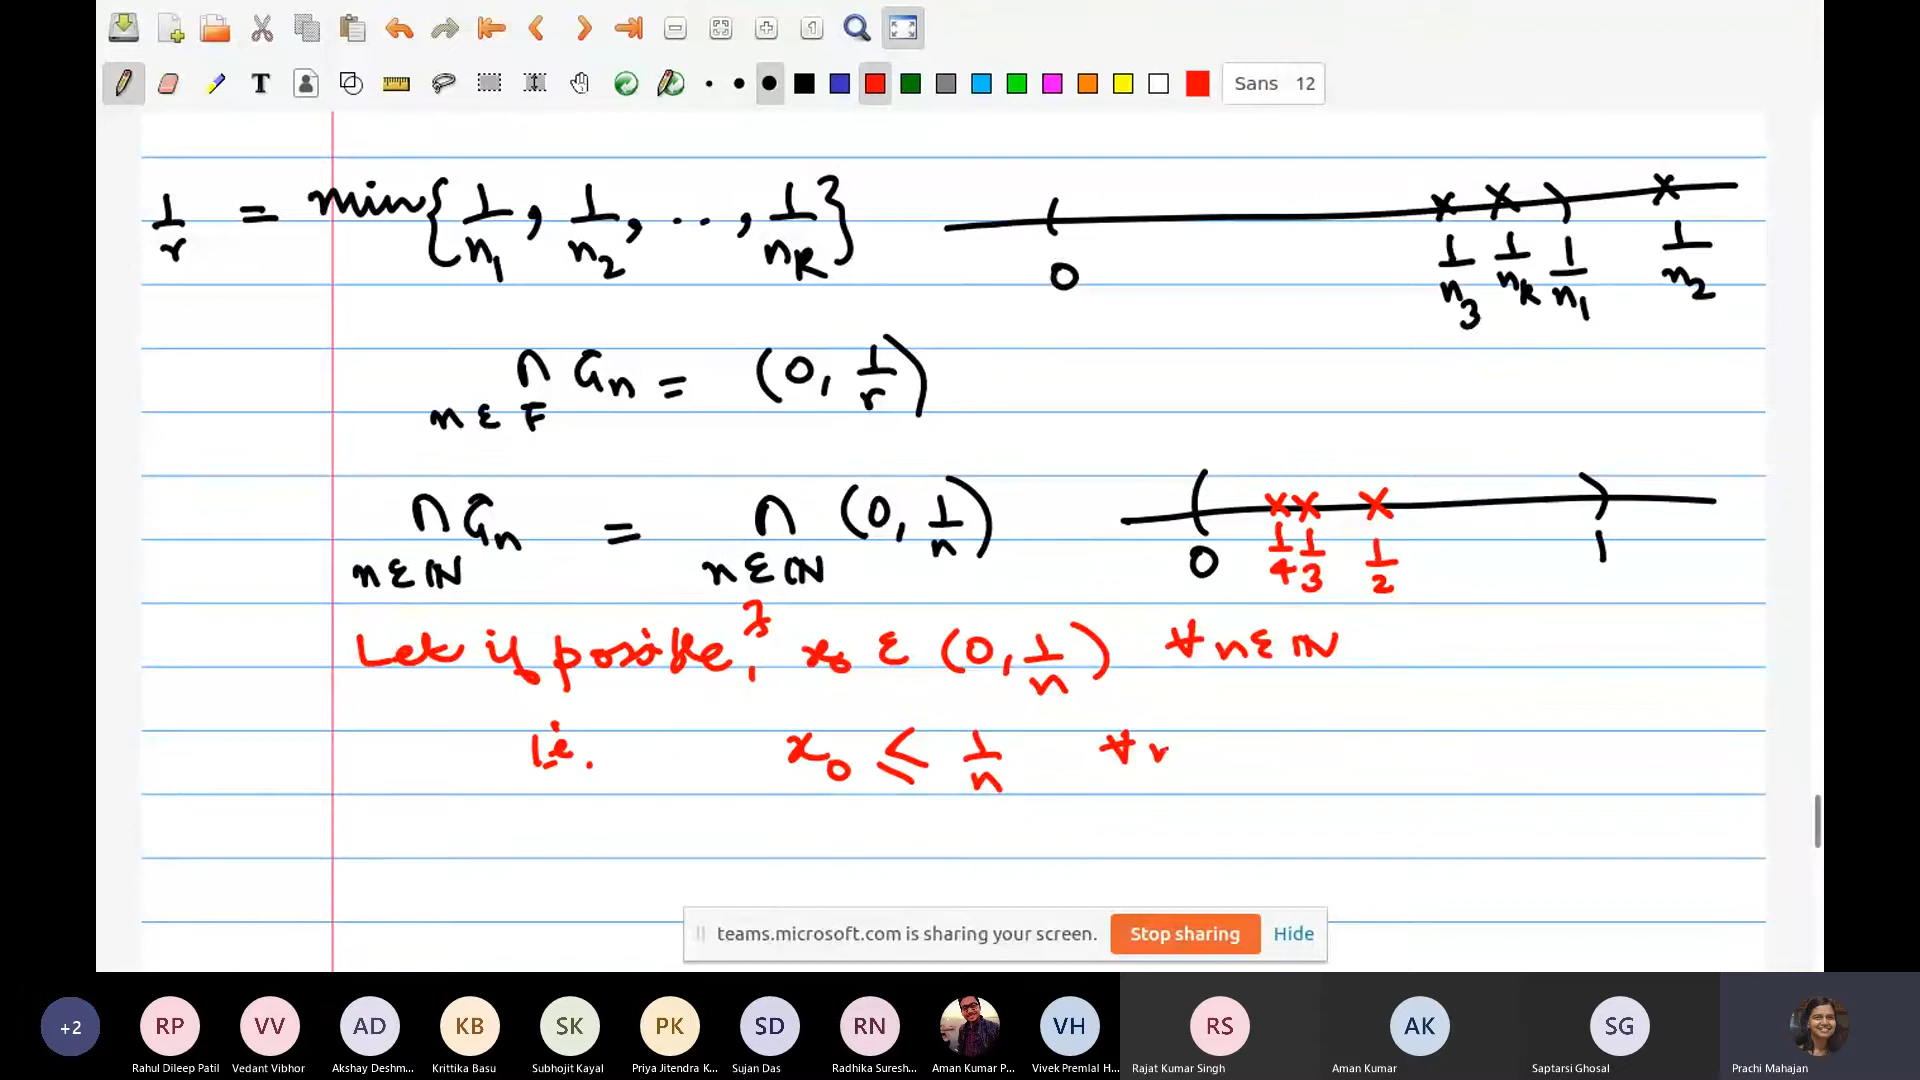 Sans 12
1/r = min{1/n₁, 1/n₂, .., 1/n_k}
0 1/n₃ 1/n_k 1/n₁ 1/n₂
∩ n∈F Gₙ = (0, 1/r)
∩ n∈ℕ Gₙ = ∩ n∈ℕ (0, 1/n)
0 1/4 1/3 1/2 1
Let if possible, ∃ x₀ ∈ (0, 1/n) ∀ n∈ℕ
i.e. x₀ ≤ 1/n ∀
teams.microsoft.com is sharing your screen. Stop sharing Hide
+2 RP VV AD KB SK PK SD RN VH RS AK SG
Rahul Dileep Patil Vedant Vibhor Akshay Deshm... Krittika Basu Subhojit Kayal Priya Jitendra K... Sujan Das Radhika Suresh... Aman Kumar P... Vivek Premlal H... Rajat Kumar Singh Aman Kumar Saptarsi Ghosal Prachi Mahajan